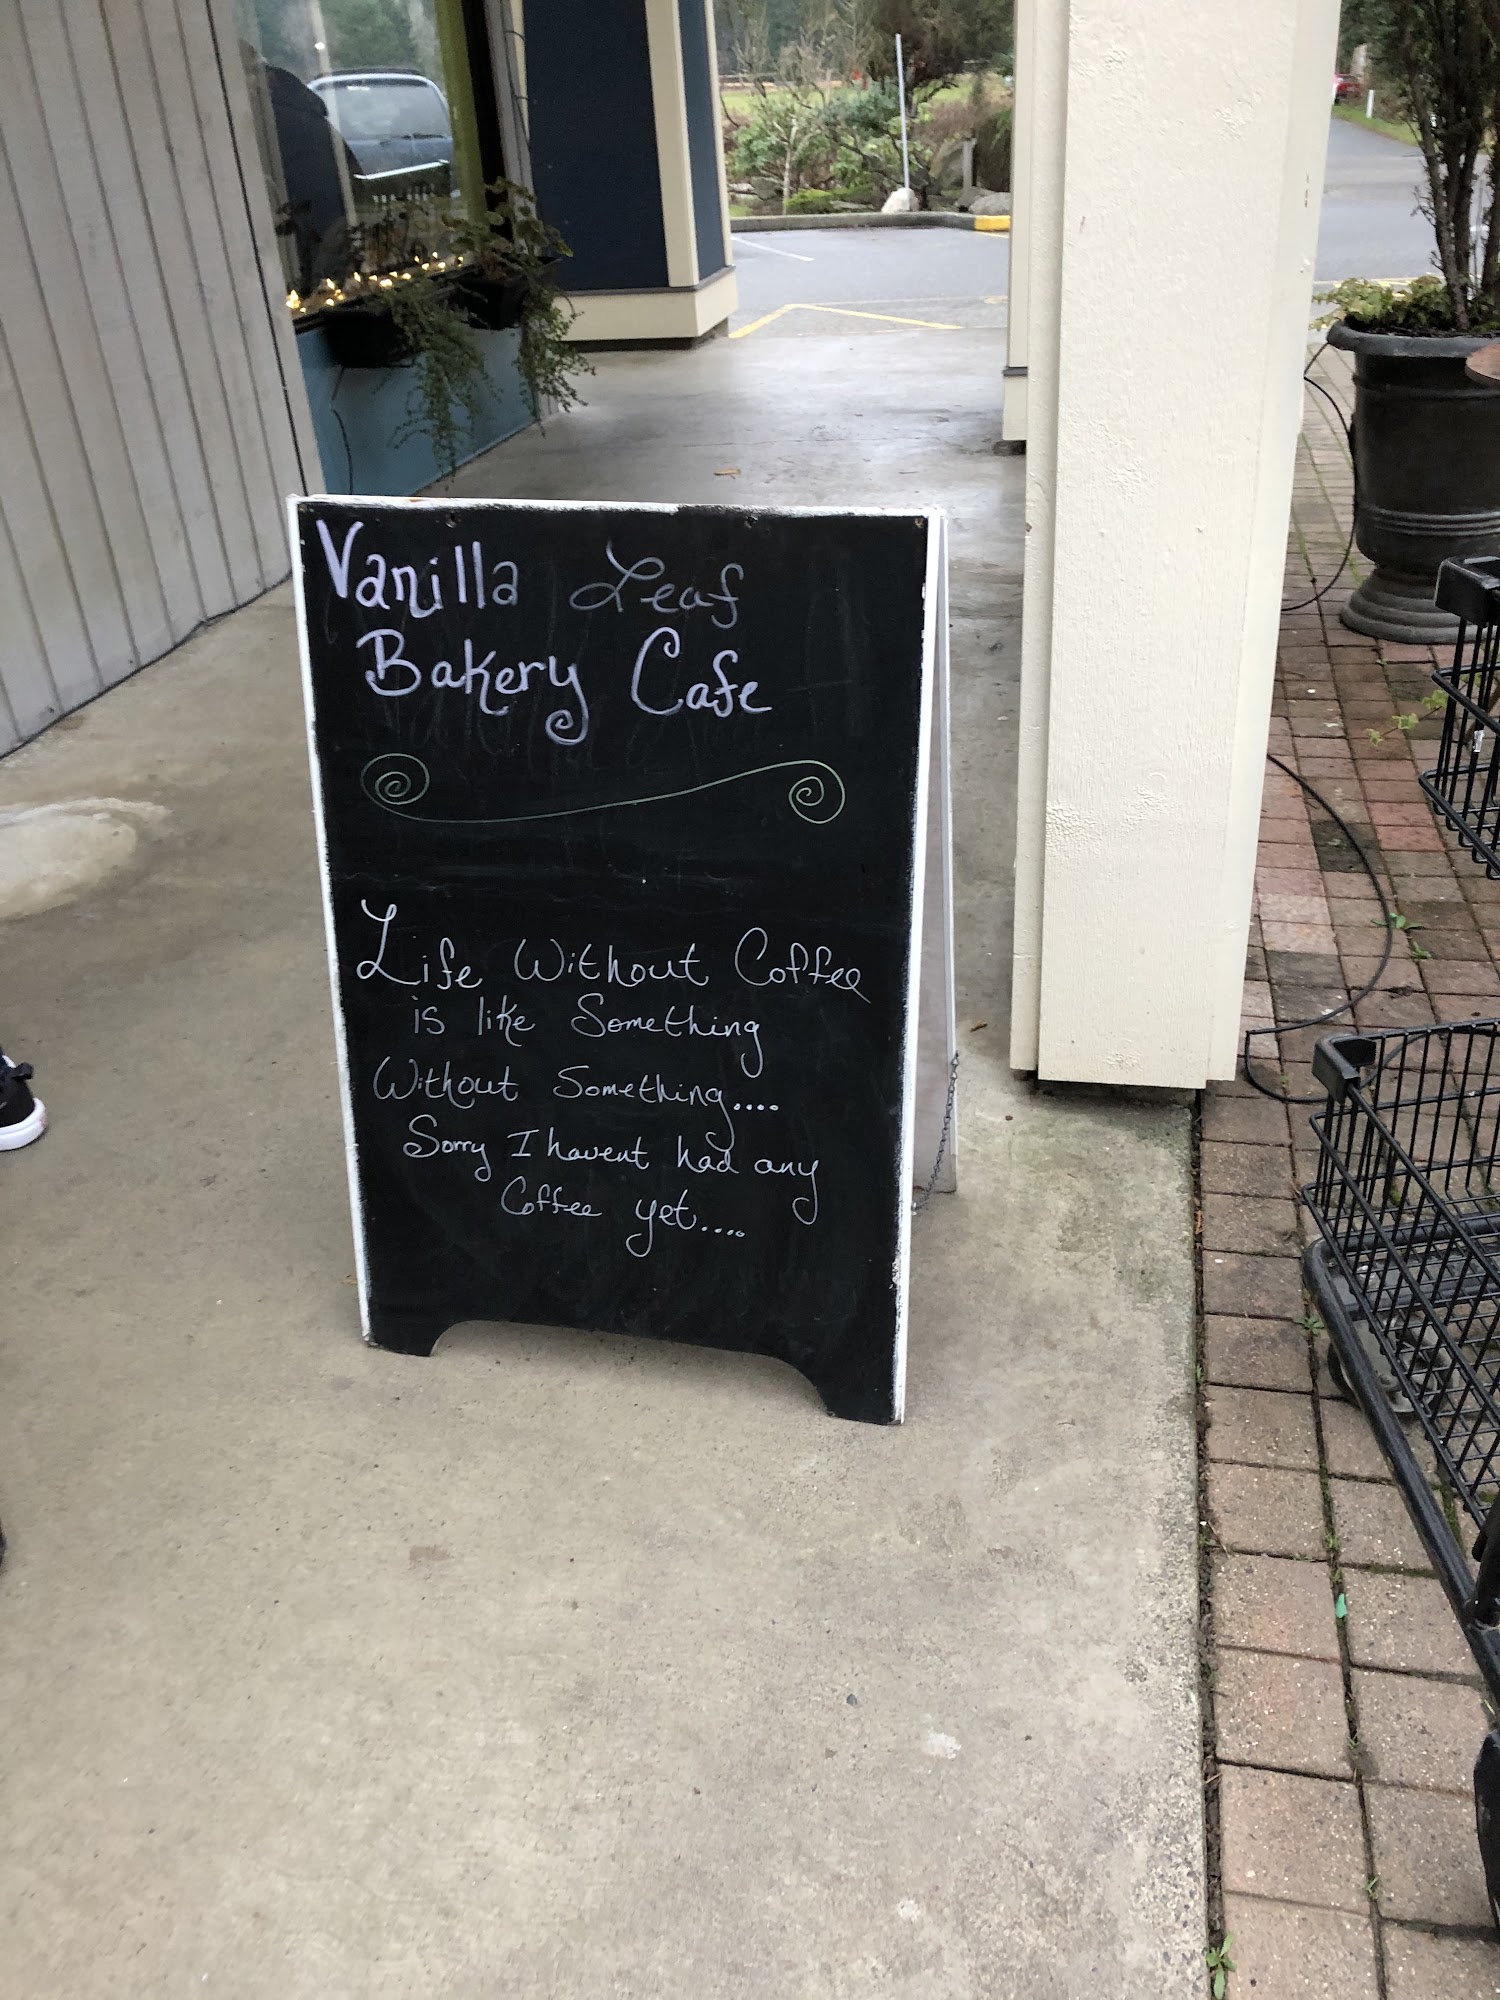 Vanilla Leaf
Bakery Cafe
Life Without Coffee
is like Something
Without Something....
Sorry I havent had any
Coffee yet....